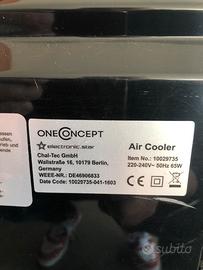 ONECONCEPT
electronic.star
Chal-Tec GmbH
Wallstraße 16, 10179 Berlin,
Germany
WEEE-NR.: DE46906833
Date Code: 10029735-041-1603
Air Cooler
Item No.: 10029735
220-240V~ 50Hz 65W
subito